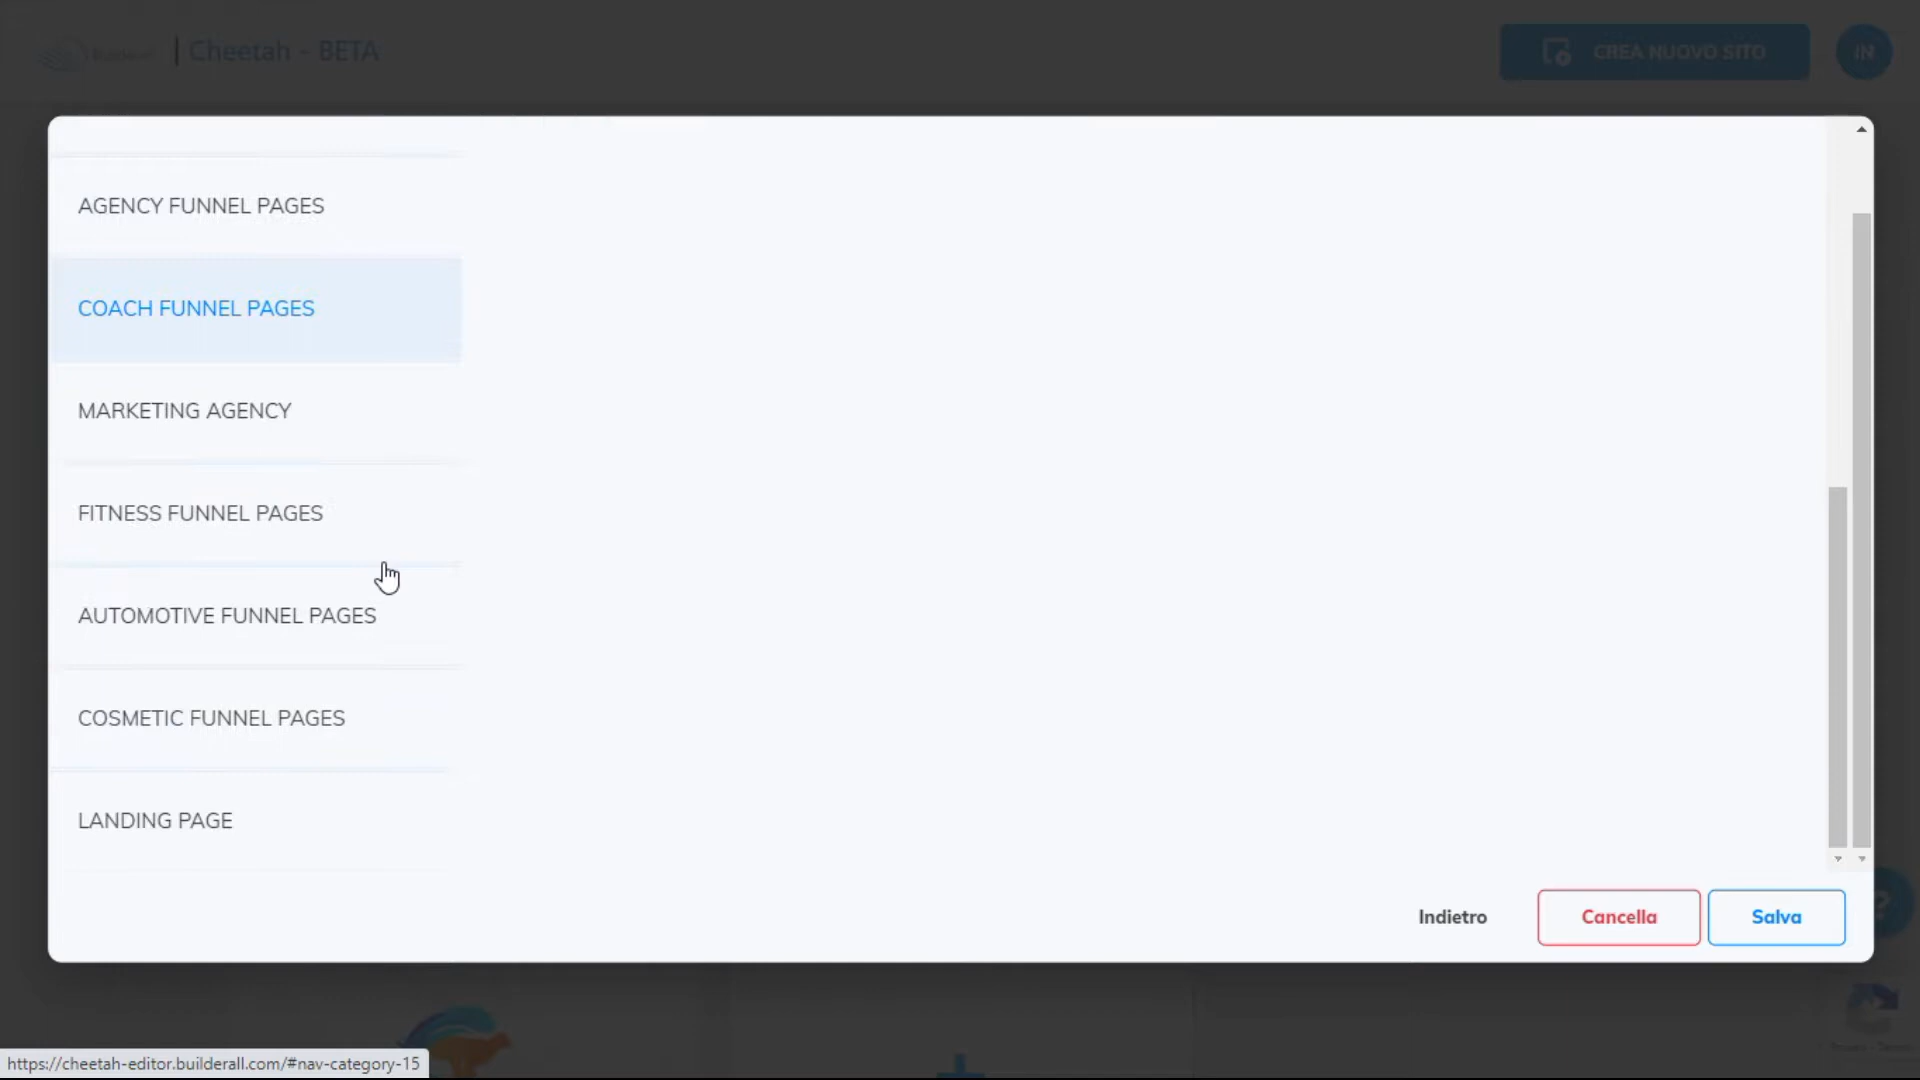 Cheetah - BETA
CREA NUOVO SITO
IN
AGENCY FUNNEL PAGES
COACH FUNNEL PAGES
MARKETING AGENCY
FITNESS FUNNEL PAGES
AUTOMOTIVE FUNNEL PAGES
COSMETIC FUNNEL PAGES
LANDING PAGE
Indietro
Cancella
Salva
?
https://cheetah-editor.builderall.com/#nav-category-15